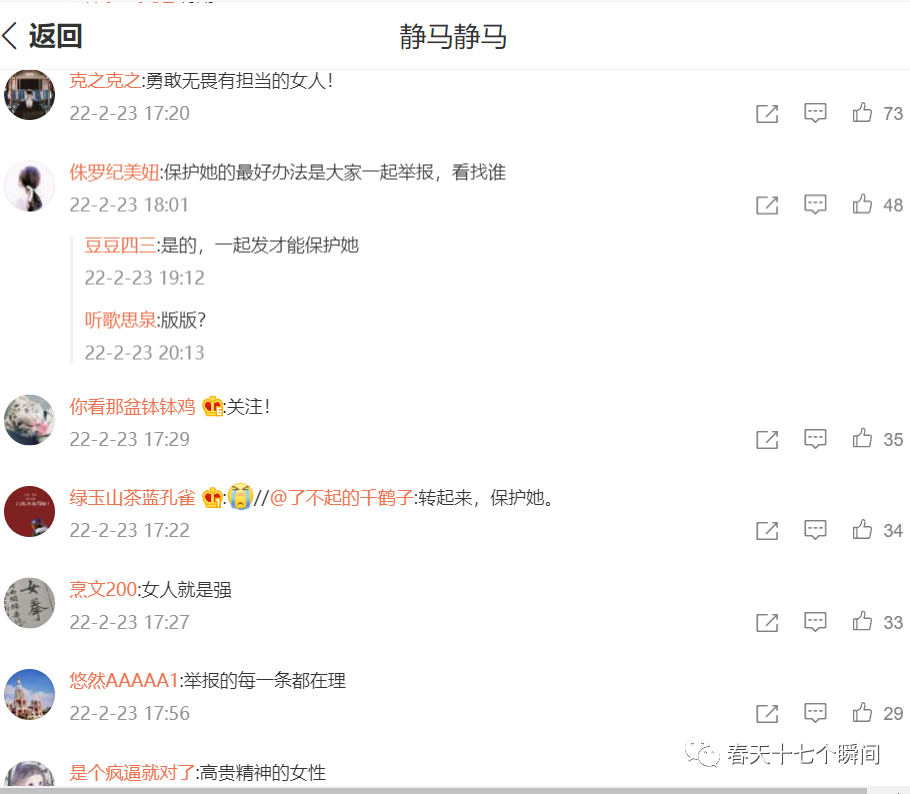 返回
静马静马
克之克之:勇敢无畏有担当的女人！
22-2-23 17:20
73
侏罗纪美妞:保护她的最好办法是大家一起举报，看找谁
22-2-23 18:01
48
豆豆四三:是的，一起发才能保护她
22-2-23 19:12
听歌思泉:版版？
22-2-23 20:13
你看那盆钵钵鸡:关注！
22-2-23 17:29
35
绿玉山茶蓝孔雀:😭//@了不起的千鹤子:转起来，保护她。
22-2-23 17:22
34
烹文200:女人就是强
22-2-23 17:27
33
悠然AAAAA1:举报的每一条都在理
22-2-23 17:56
29
春天十七个瞬间
是个疯逼就对了:高贵精神的女性